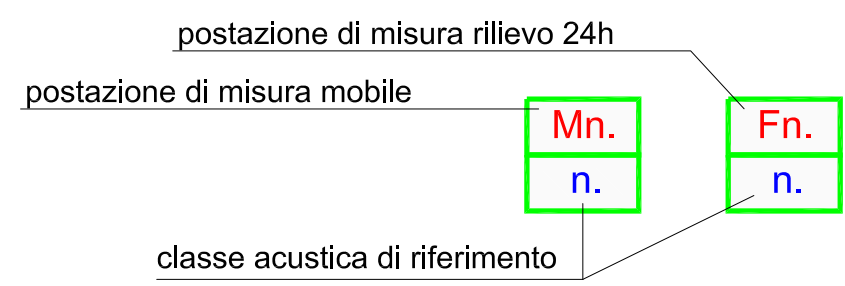 postazione di misura rilievo 24h
postazione di misura mobile
Mn. Fn.
n. n.
classe acustica di riferimento